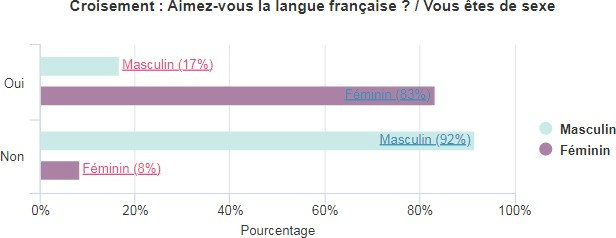 Croisement : Aimez-vous la langue française ? / Vous êtes de sexe
Oui
Masculin (17%)
Féminin (83%)
Non
Masculin (92%)
Féminin (8%)
Masculin
Féminin
0% 20% 40% 60% 80% 100%
Pourcentage